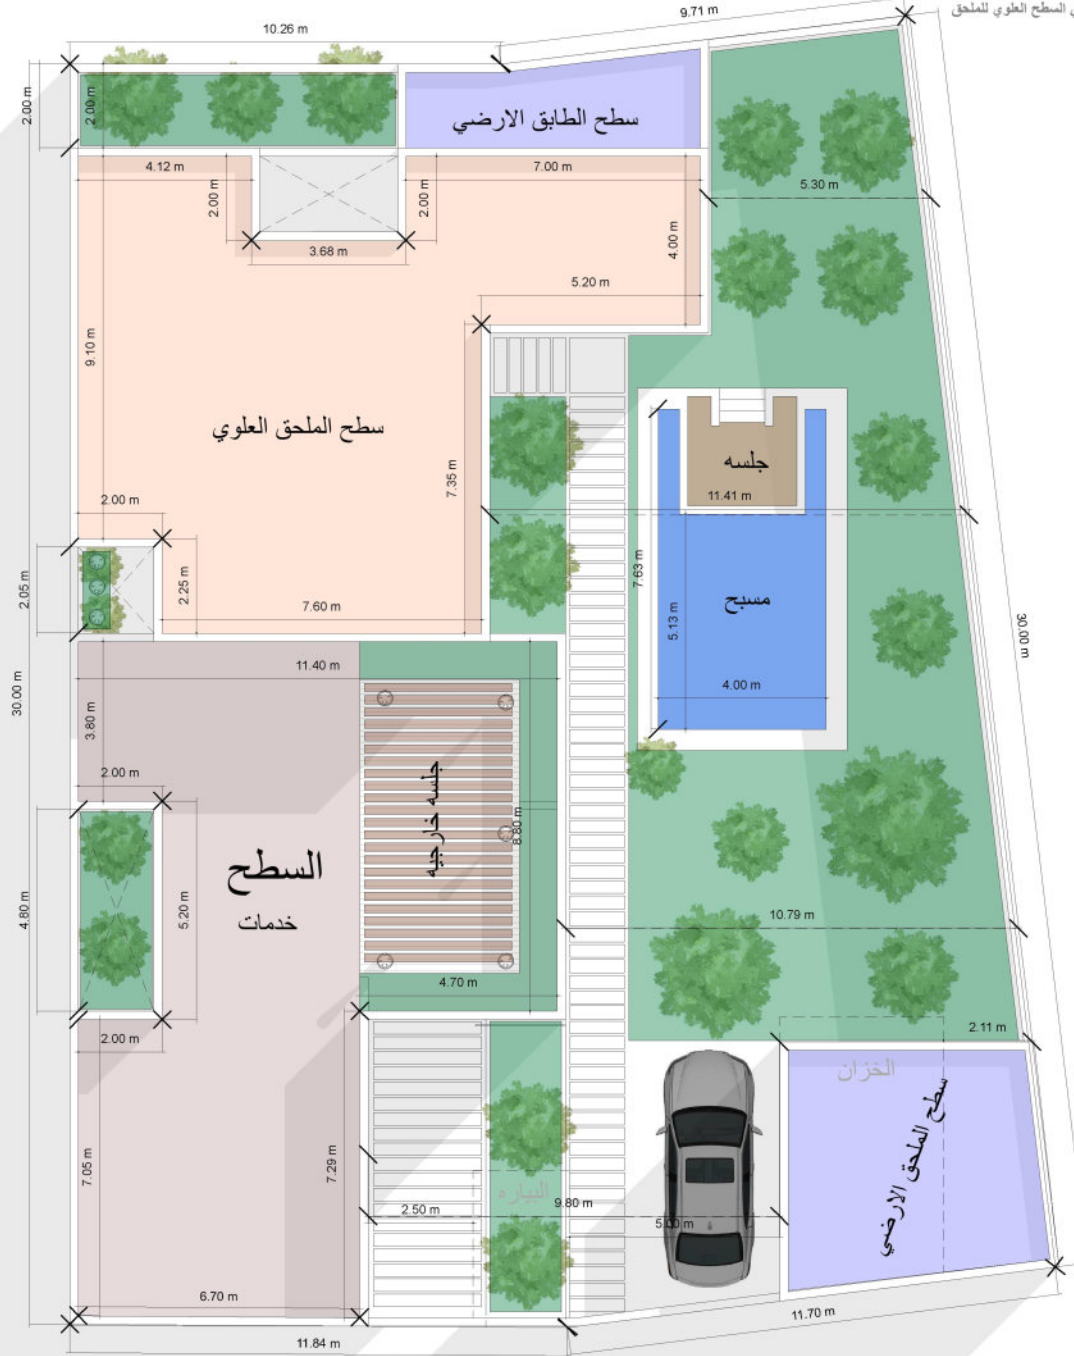 ي السطح العلوي للملحق
9.71 m
10.26 m
2.00 m
2.00 m
سطح الطابق الارضي
4.12 m
7.00 m
5.30 m
2.00 m
2.00 m
3.68 m
4.00 m
5.20 m
9.10 m
سطح الملحق العلوي
جلسه
7.35 m
2.00 m
11.41 m
2.05 m
2.25 m
7.63 m
مسبح
7.60 m
5.13 m
30.00 m
11.40 m
4.00 m
30.00 m
3.80 m
2.00 m
جلسه خارجيه
8.80 m
السطح
خدمات
4.80 m
5.20 m
10.79 m
4.70 m
2.00 m
2.11 m
الخزان
سطح الملحق الارضي
7.05 m
7.29 m
البياره
2.50 m
9.80 m
5.00 m
6.70 m
11.70 m
11.84 m